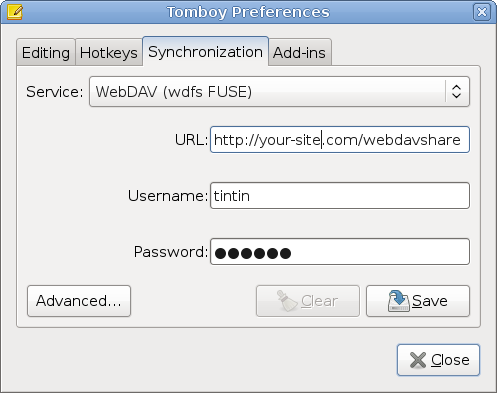 Tomboy Preferences
Editing Hotkeys Synchronization Add-ins
Service: WebDAV (wdfs FUSE)
URL: http://your-site.com/webdavshare
Username: tintin
Password: ●●●●●●
Advanced... Clear Save
Close